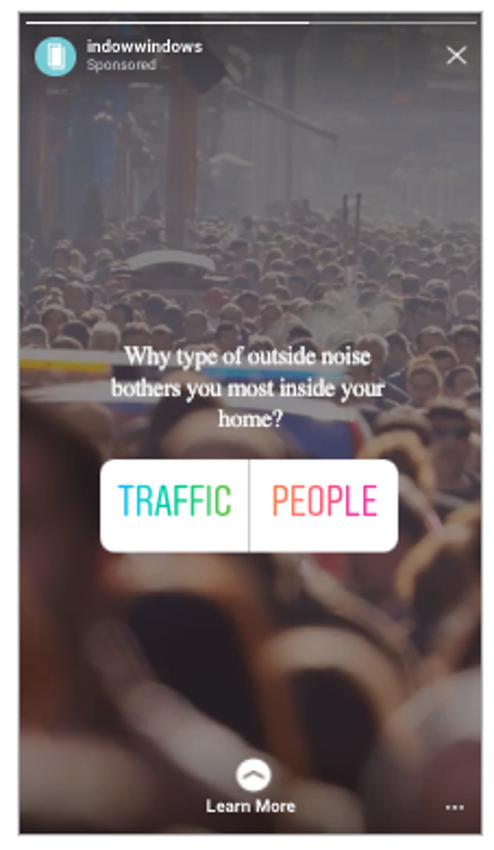 indowwindows
Sponsored
Why type of outside noise
bothers you most inside your
home?
TRAFFIC
PEOPLE
Learn More